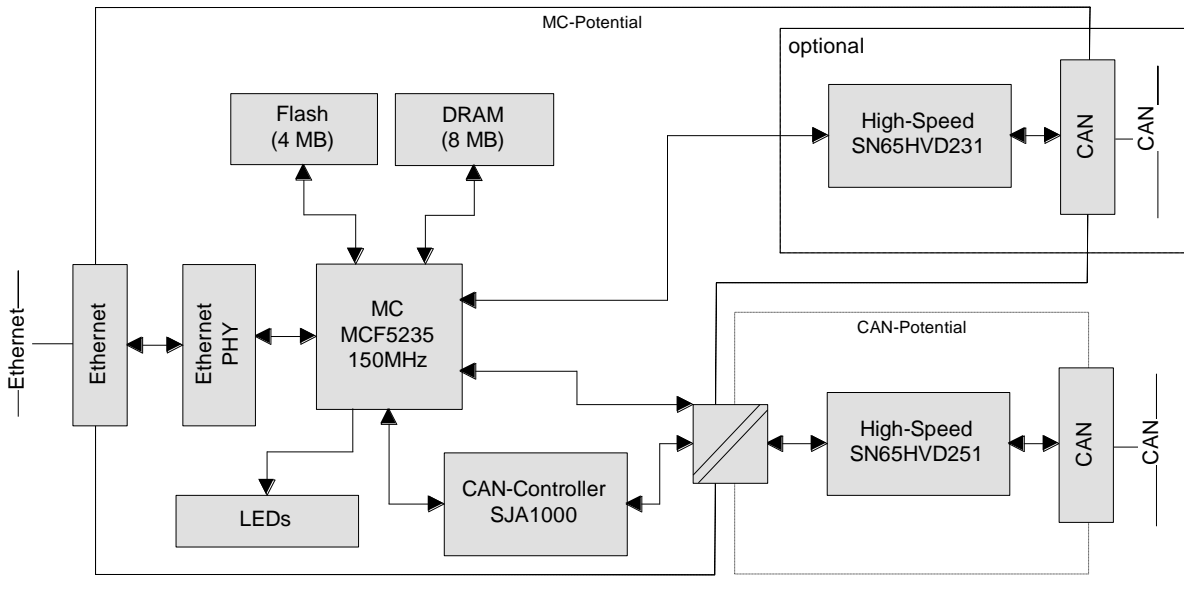 MC-Potential
optional
Flash
(4 MB)
DRAM
(8 MB)
High-Speed
SN65HVD231
CAN
CAN
Ethernet
Ethernet
Ethernet
PHY
MC
MCF5235
150MHz
CAN-Potential
High-Speed
SN65HVD251
CAN
CAN
CAN-Controller
SJA1000
LEDs